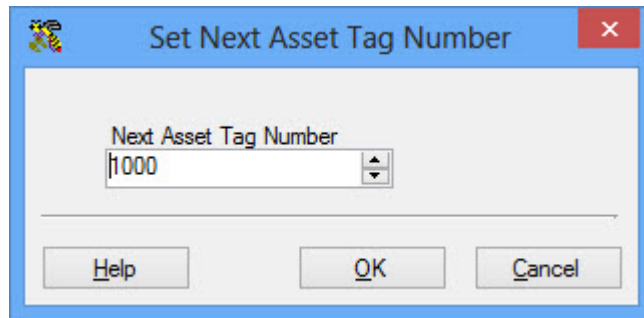 Set Next Asset Tag Number
Next Asset Tag Number
1000
Help OK Cancel